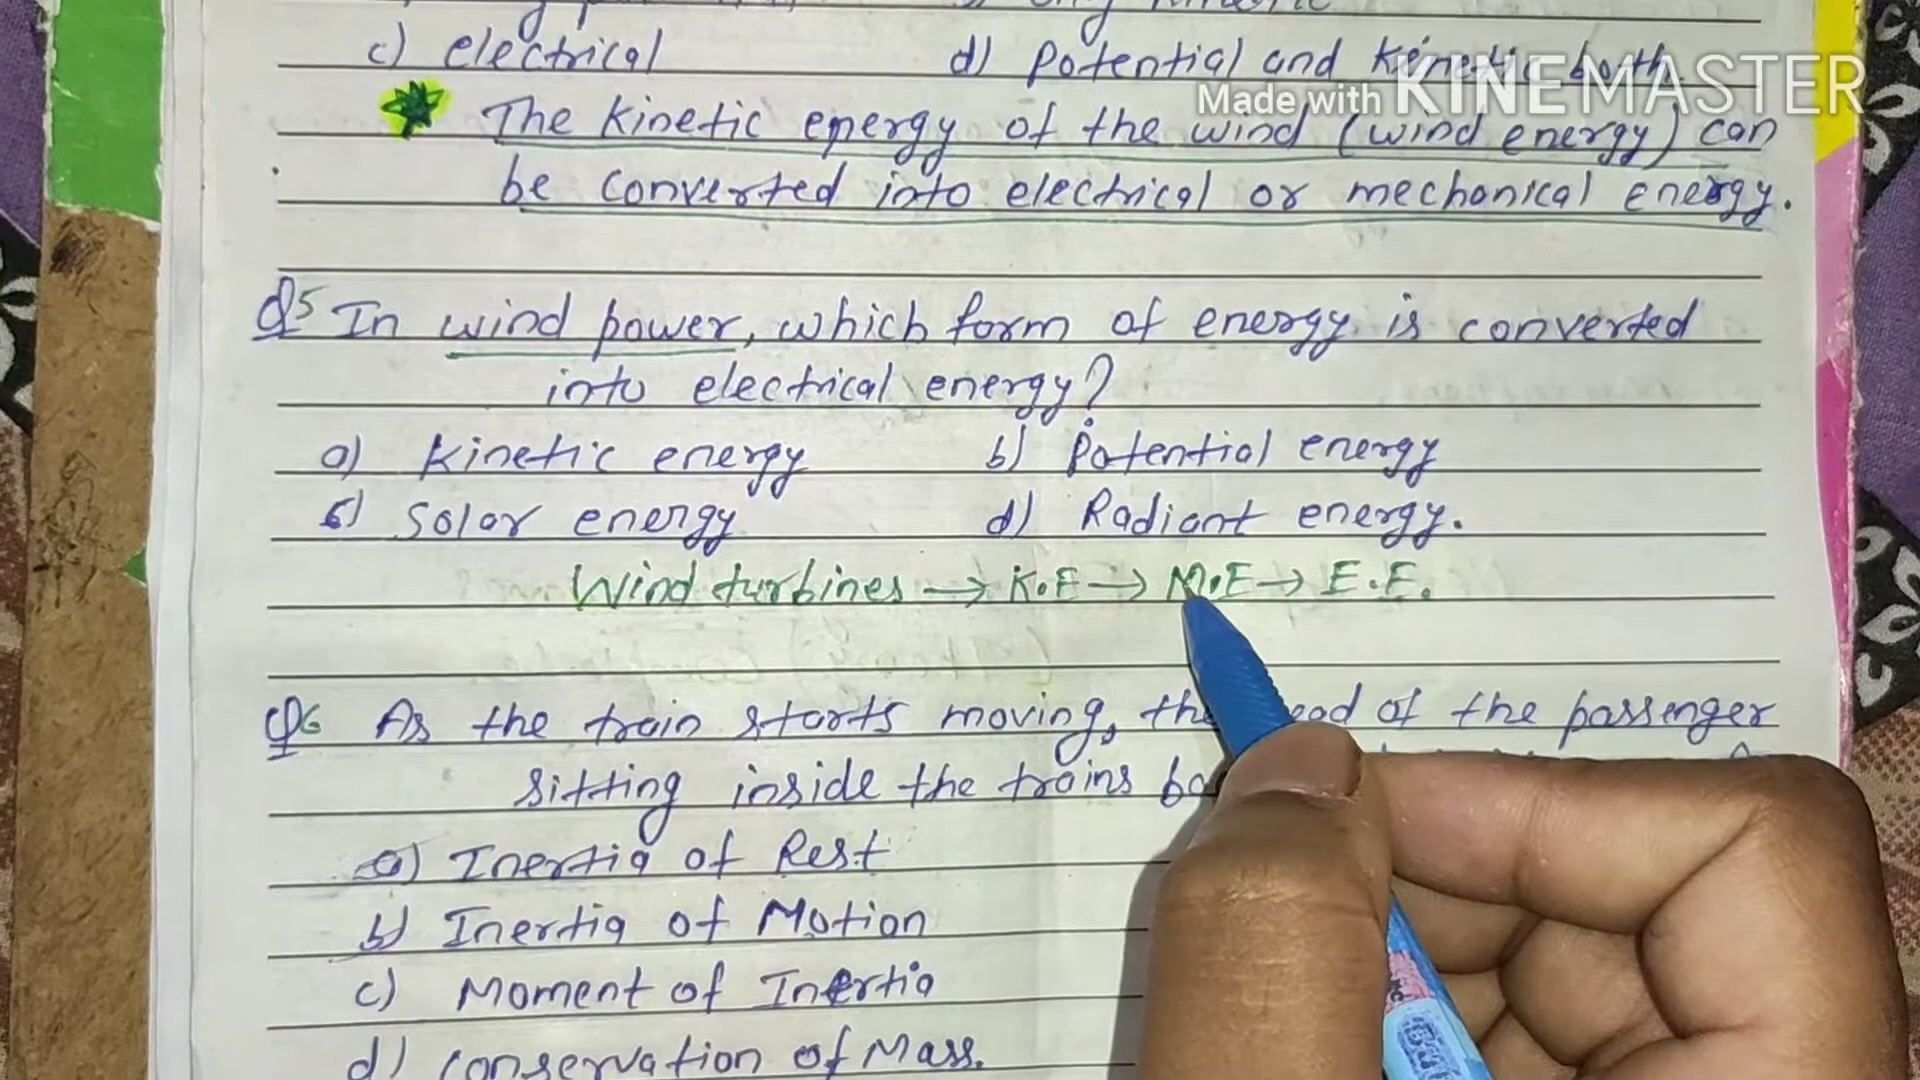 c) electrical d) Potential and Kinetic both.
Made with KINEMASTER
The Kinetic energy of the wind (wind energy) can
be converted into electrical or mechanical energy.
Q5 In wind power, which form of energy is converted
into electrical energy?
a) Kinetic energy b) Potential energy
c) Solar energy d) Radiant energy.
Wind turbines → K.E → M.E → E.E.
Q6 As the train starts moving, the of the passenger
sitting inside the trains
a) Inertia of Rest
b) Inertia of Motion
c) Moment of Inertia
d) conservation of Mass.